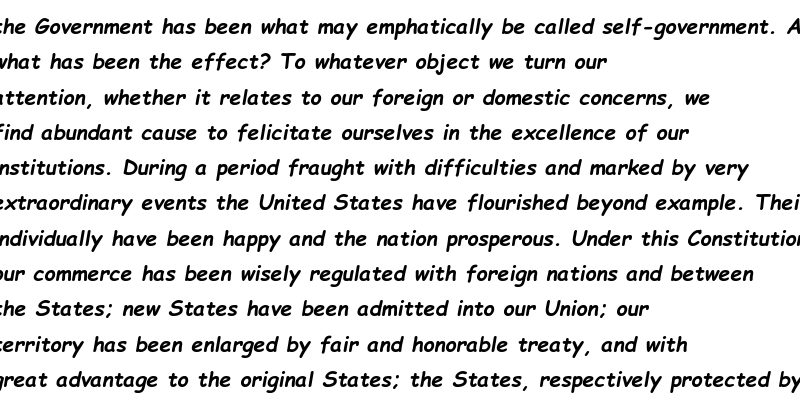 the Government has been what may emphatically be called self-government. A
what has been the effect? To whatever object we turn our
attention, whether it relates to our foreign or domestic concerns, we
find abundant cause to felicitate ourselves in the excellence of our
institutions. During a period fraught with difficulties and marked by very
extraordinary events the United States have flourished beyond example. Thei
individually have been happy and the nation prosperous. Under this Constitution
our commerce has been wisely regulated with foreign nations and between
the States; new States have been admitted into our Union; our
territory has been enlarged by fair and honorable treaty, and with
great advantage to the original States; the States, respectively protected by